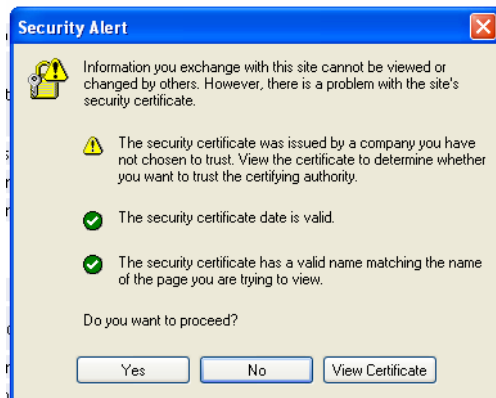 Security Alert
Information you exchange with this site cannot be viewed or
changed by others. However, there is a problem with the site's
security certificate.
The security certificate was issued by a company you have
not chosen to trust. View the certificate to determine whether
you want to trust the certifying authority.
The security certificate date is valid.
The security certificate has a valid name matching the name
of the page you are trying to view.
Do you want to proceed?
Yes
No
View Certificate